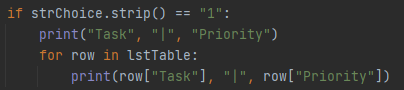 if strChoice.strip() == "1":
    print("Task", "|", "Priority")
    for row in lstTable:
        print(row["Task"], "|", row["Priority"])